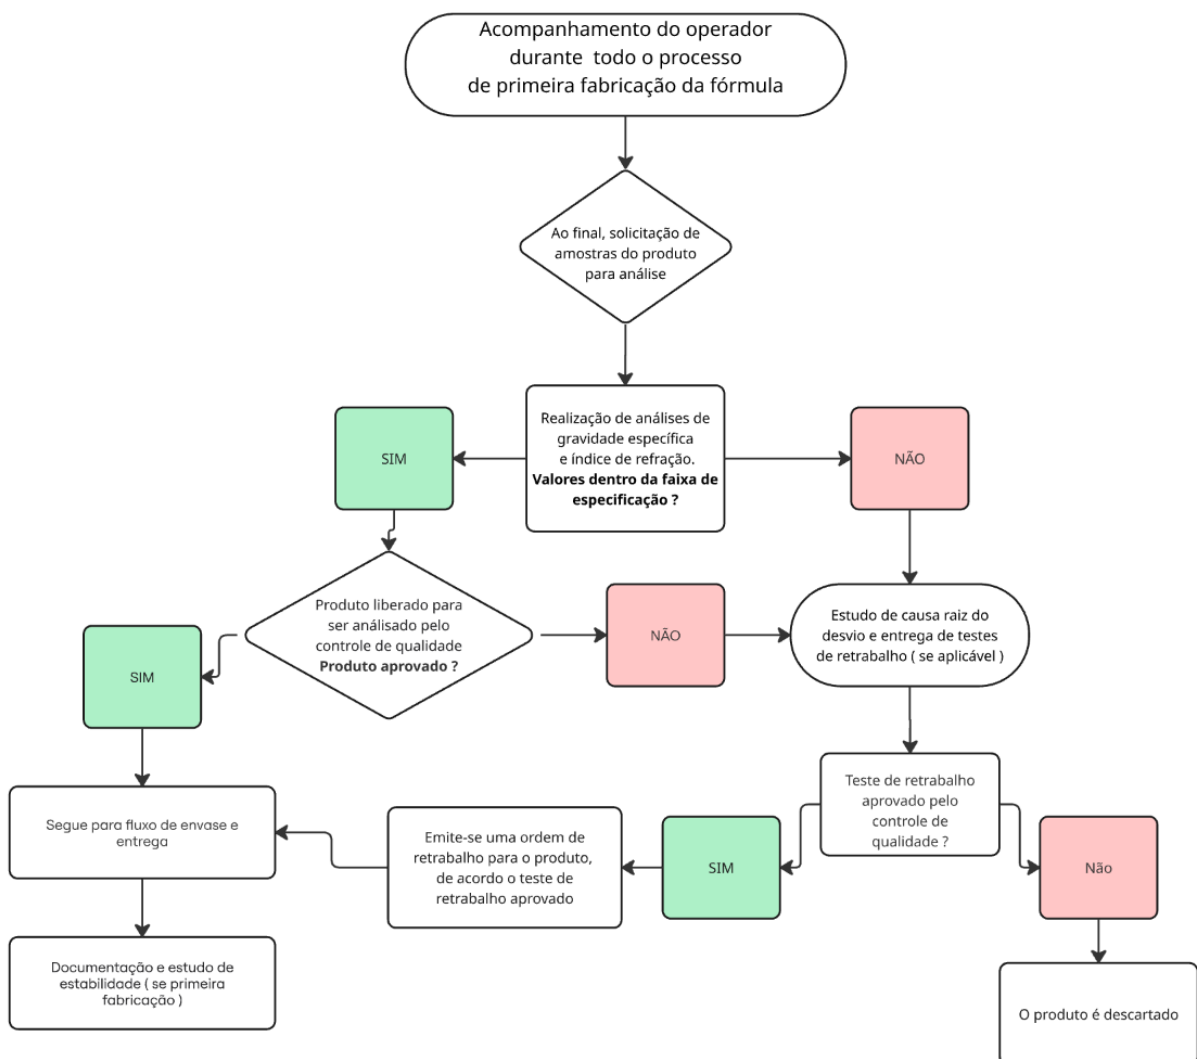 Acompanhamento do operador
durante  todo o processo
de primeira fabricação da fórmula
Ao final, solicitação de
amostras do produto
para análise
Realização de análises de
gravidade específica
e índice de refração.
Valores dentro da faixa de
especificação ?
SIM
NÃO
Produto liberado para
ser análisado pelo
controle de qualidade
Produto aprovado ?
SIM
NÃO
Estudo de causa raiz do
desvio e entrega de testes
de retrabalho ( se aplicável )
Teste de retrabalho
aprovado pelo
controle de
qualidade ?
SIM
Não
Emite-se uma ordem de
retrabalho para o produto,
de acordo o teste de
retrabalho aprovado
Segue para fluxo de envase e
entrega
Documentação e estudo de
estabilidade ( se primeira
fabricação )
O produto é descartado